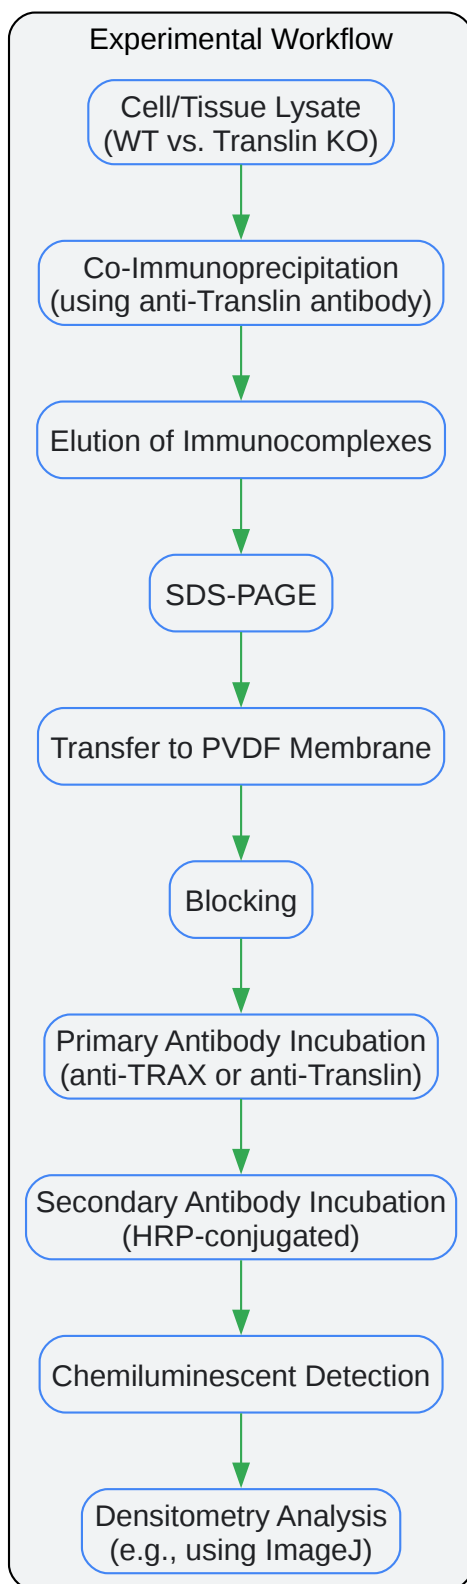 Experimental Workflow
Cell/Tissue Lysate
(WT vs. Translin KO)
Co-Immunoprecipitation
(using anti-Translin antibody)
Elution of Immunocomplexes
SDS-PAGE
Transfer to PVDF Membrane
Blocking
Primary Antibody Incubation
(anti-TRAX or anti-Translin)
Secondary Antibody Incubation
(HRP-conjugated)
Chemiluminescent Detection
Densitometry Analysis
(e.g., using ImageJ)